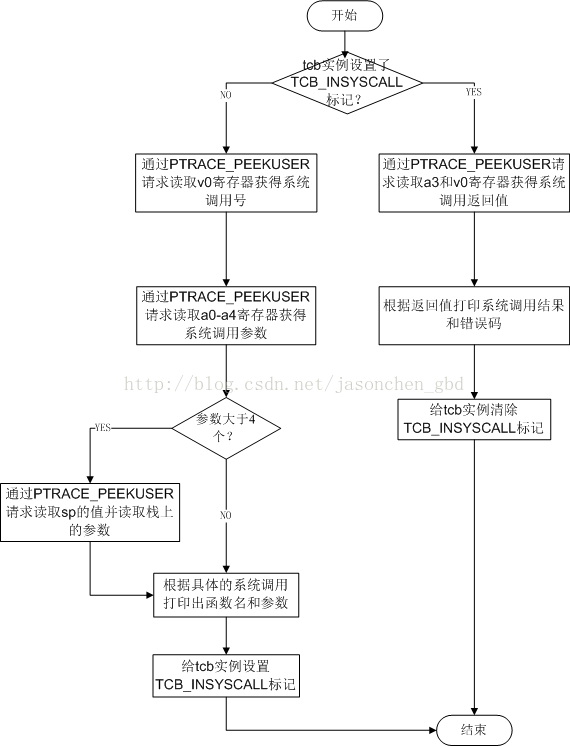 开始
tcb实例设置了
TCB_INSYSCALL
标记？
NO
YES
通过PTRACE_PEEKUSER
请求读取v0寄存器获得系统
调用号
通过PTRACE_PEEKUSER请
求读取a3和v0寄存器获得系统
调用返回值
通过PTRACE_PEEKUSER
请求读取a0-a4寄存器获得
系统调用参数
根据返回值打印系统调用结果
和错误码
http://blog.csdn.net/jasonchen_gbd
参数大于4
个？
给tcb实例清除
TCB_INSYSCALL标记
YES
通过PTRACE_PEEKUSER
请求读取sp的值并读取栈上
的参数
NO
根据具体的系统调用
打印出函数名和参数
给tcb实例设置
TCB_INSYSCALL标记
结束